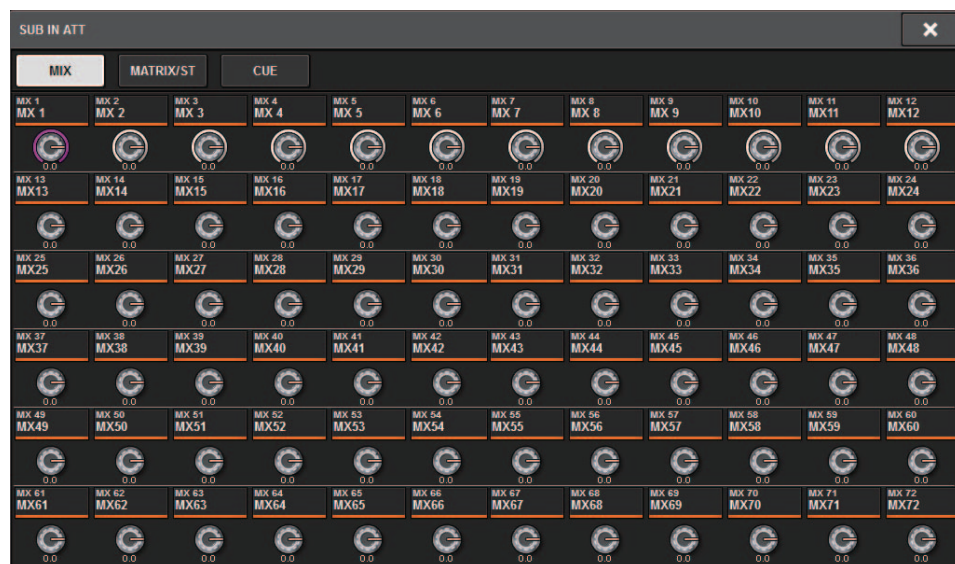 SUB IN ATT
MIX MATRIX/ST CUE
MX 1 MX 2 MX 3 MX 4 MX 5 MX 6 MX 7 MX 8 MX 9 MX 10 MX 11 MX 12
MX 1 MX 2 MX 3 MX 4 MX 5 MX 6 MX 7 MX 8 MX 9 MX10 MX11 MX12
0.0 0.0 0.0 0.0 0.0 0.0 0.0 0.0 0.0 0.0 0.0 0.0
MX 13 MX 14 MX 15 MX 16 MX 17 MX 18 MX 19 MX 20 MX 21 MX 22 MX 23 MX 24
MX13 MX14 MX15 MX16 MX17 MX18 MX19 MX20 MX21 MX22 MX23 MX24
0.0 0.0 0.0 0.0 0.0 0.0 0.0 0.0 0.0 0.0 0.0 0.0
MX 25 MX 26 MX 27 MX 28 MX 29 MX 30 MX 31 MX 32 MX 33 MX 34 MX 35 MX 36
MX25 MX26 MX27 MX28 MX29 MX30 MX31 MX32 MX33 MX34 MX35 MX36
0.0 0.0 0.0 0.0 0.0 0.0 0.0 0.0 0.0 0.0 0.0 0.0
MX 37 MX 38 MX 39 MX 40 MX 41 MX 42 MX 43 MX 44 MX 45 MX 46 MX 47 MX 48
MX37 MX38 MX39 MX40 MX41 MX42 MX43 MX44 MX45 MX46 MX47 MX48
0.0 0.0 0.0 0.0 0.0 0.0 0.0 0.0 0.0 0.0 0.0 0.0
MX 49 MX 50 MX 51 MX 52 MX 53 MX 54 MX 55 MX 56 MX 57 MX 58 MX 59 MX 60
MX49 MX50 MX51 MX52 MX53 MX54 MX55 MX56 MX57 MX58 MX59 MX60
0.0 0.0 0.0 0.0 0.0 0.0 0.0 0.0 0.0 0.0 0.0 0.0
MX 61 MX 62 MX 63 MX 64 MX 65 MX 66 MX 67 MX 68 MX 69 MX 70 MX 71 MX 72
MX61 MX62 MX63 MX64 MX65 MX66 MX67 MX68 MX69 MX70 MX71 MX72
0.0 0.0 0.0 0.0 0.0 0.0 0.0 0.0 0.0 0.0 0.0 0.0